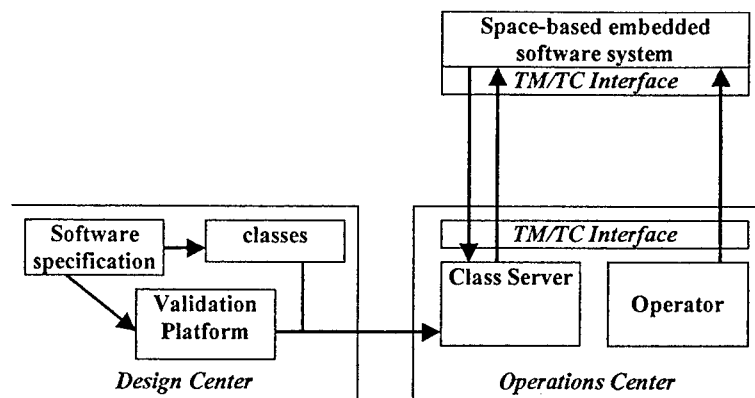 Space-based embedded
software system
TM/TC Interface
Software
specification
classes
Validation
Platform
Design Center
TM/TC Interface
Class Server
Operator
Operations Center